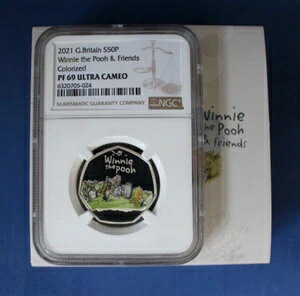 2021 G.Britain S50P
Winnie the Pooh & Friends
Colorized
PF 69 ULTRA CAMEO
6320705-024
NUMISMATIC GUARANTY COMPANY
NGC
Winnie
the Pooh
Winnie
the Pooh
& Friends